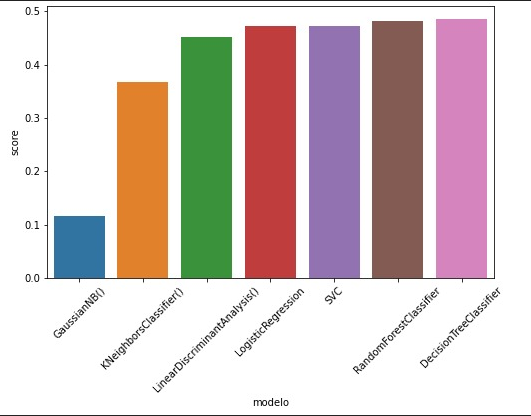 0.5
0.4
0.3
0.2
0.1
0.0
score
GaussianNB()
KNeighborsClassifier()
LinearDiscriminantAnalysis()
LogisticRegression
SVC
RandomForestClassifier
DecisionTreeClassifier
modelo